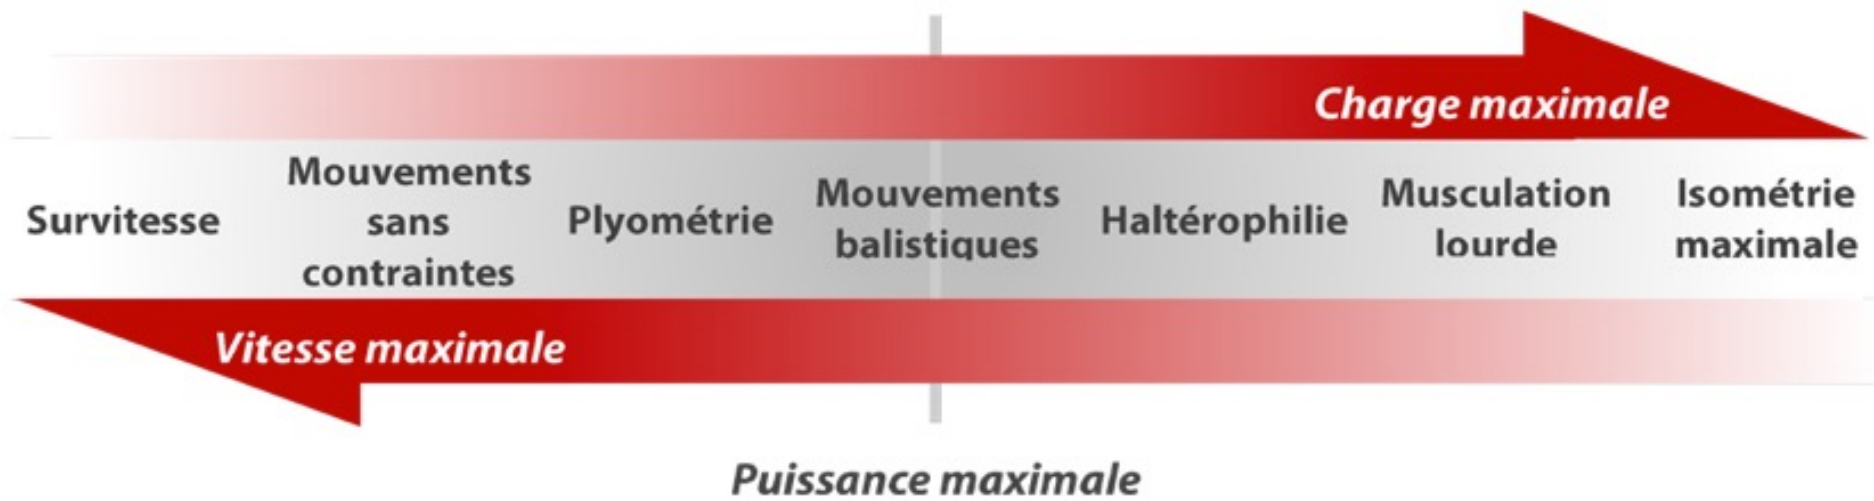 Charge maximale
Survitesse
Mouvements
sans
contraintes
Plyométrie
Mouvements
balistiques
Haltérophilie
Musculation
lourde
Isométrie
maximale
Vitesse maximale
Puissance maximale